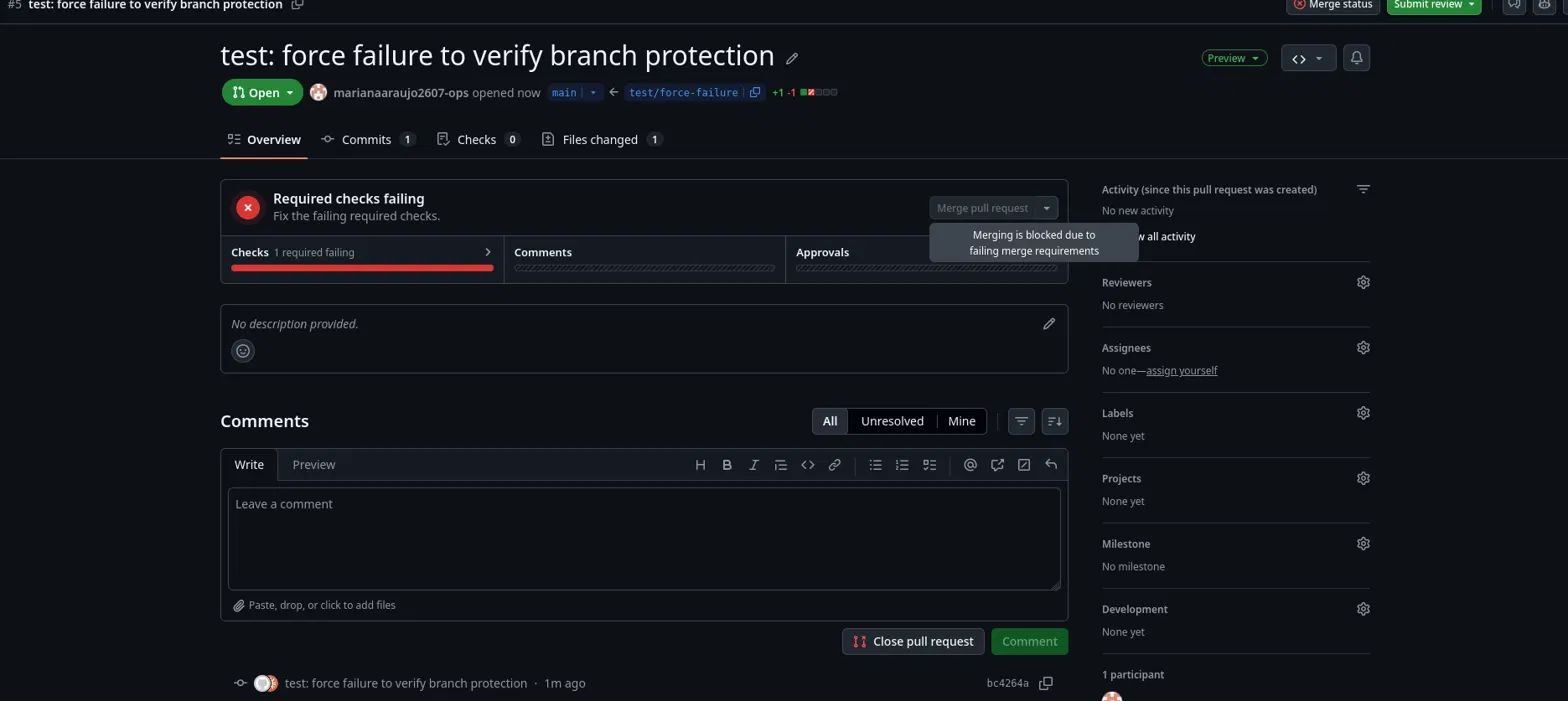 #5 test: force failure to verify branch protection
Merge status
Submit review
test: force failure to verify branch protection
Preview
Open
marianaaraujo2607-ops opened now
main
test/force-failure
+1 -1
Overview
Commits 1
Checks 0
Files changed 1
Required checks failing
Fix the failing required checks.
Merge pull request
Merging is blocked due to
failing merge requirements
Checks 1 required failing
Comments
Approvals
No description provided.
Comments
All
Unresolved
Mine
Write
Preview
Leave a comment
Paste, drop, or click to add files
Close pull request
Comment
test: force failure to verify branch protection · 1m ago
bc4264a
Activity (since this pull request was created)
No new activity
all activity
Reviewers
No reviewers
Assignees
No one—assign yourself
Labels
None yet
Projects
None yet
Milestone
No milestone
Development
None yet
1 participant